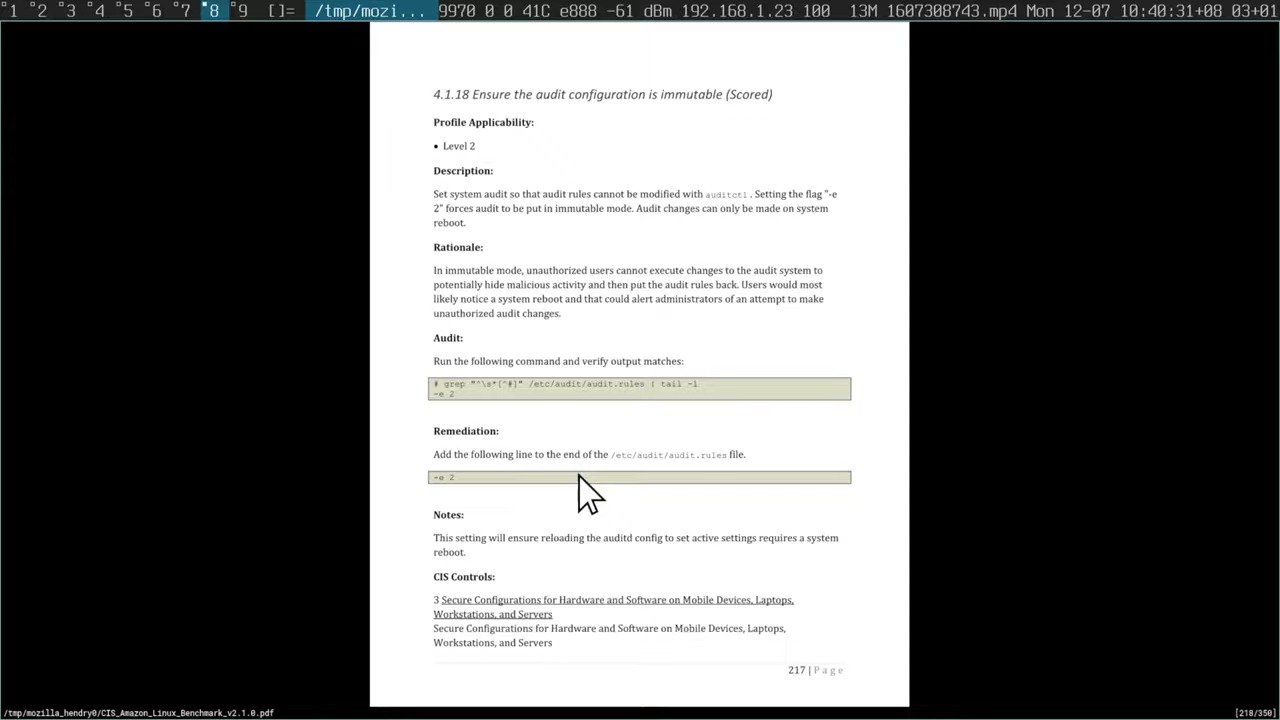 1 2 3 4 5 6 7 8 9 []= /tmp/mozi... 9970 0 0 41C e888 -61 dBm 192.168.1.23 100 13M 1607308743.mp4 Mon 12-07 10:40:31+08 03+01
4.1.18 Ensure the audit configuration is immutable (Scored)
Profile Applicability:
• Level 2
Description:
Set system audit so that audit rules cannot be modified with auditctl . Setting the flag "-e
2" forces audit to be put in immutable mode. Audit changes can only be made on system
reboot.
Rationale:
In immutable mode, unauthorized users cannot execute changes to the audit system to
potentially hide malicious activity and then put the audit rules back. Users would most
likely notice a system reboot and that could alert administrators of an attempt to make
unauthorized audit changes.
Audit:
Run the following command and verify output matches:
# grep "^\s*[^#]" /etc/audit/audit.rules | tail -1
-e 2
Remediation:
Add the following line to the end of the /etc/audit/audit.rules file.
-e 2
Notes:
This setting will ensure reloading the auditd config to set active settings requires a system
reboot.
CIS Controls:
3 Secure Configurations for Hardware and Software on Mobile Devices, Laptops,
Workstations, and Servers
Secure Configurations for Hardware and Software on Mobile Devices, Laptops,
Workstations, and Servers
217 | Page
/tmp/mozilla_hendry0/CIS_Amazon_Linux_Benchmark_v2.1.0.pdf [218/350]